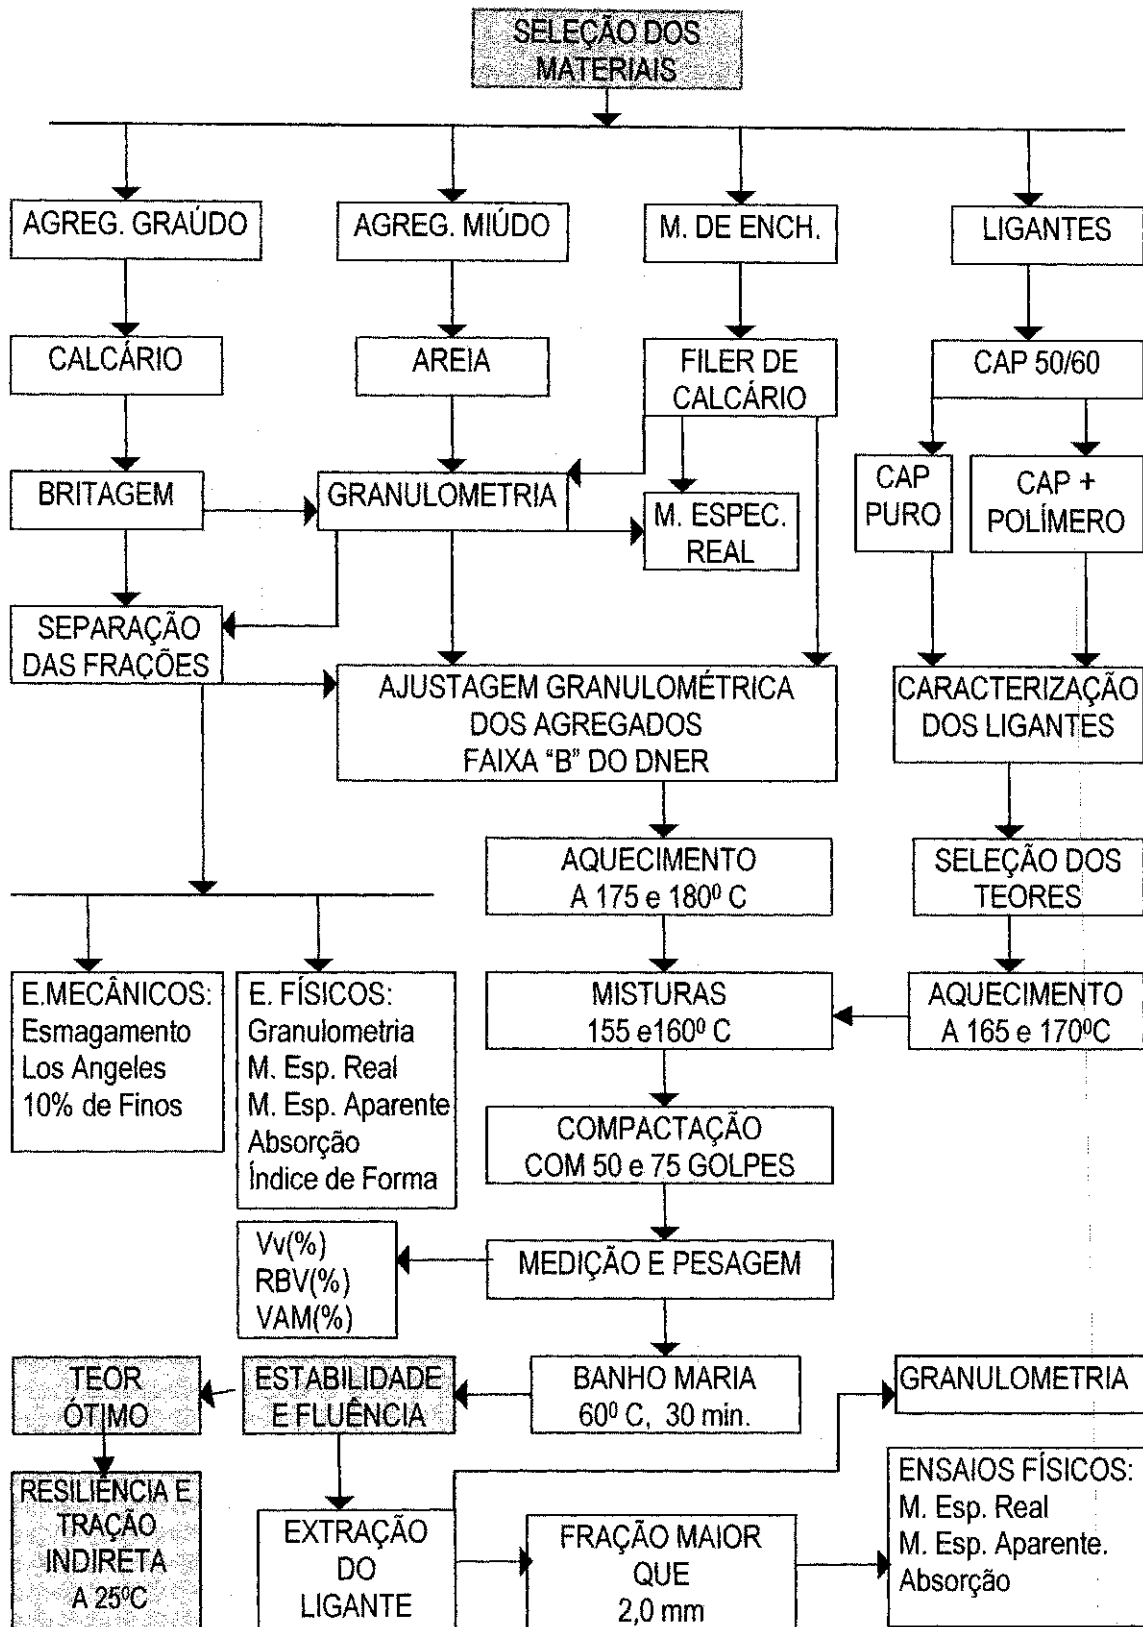 SELEÇÃO DOS
MATERIAIS
AGREG. GRAÚDO
AGREG. MIÚDO
M. DE ENCH.
LIGANTES
CALCÁRIO
AREIA
FILER DE
CALCÁRIO
CAP 50/60
BRITAGEM
GRANULOMETRIA
M. ESPEC.
REAL
CAP
PURO
CAP +
POLÍMERO
SEPARAÇÃO
DAS FRAÇÕES
AJUSTAGEM GRANULOMÉTRICA
DOS AGREGADOS
FAIXA "B" DO DNER
CARACTERIZAÇÃO
DOS LIGANTES
AQUECIMENTO
A 175 e 180⁰ C
SELEÇÃO DOS
TEORES
E.MECÂNICOS:
Esmagamento
Los Angeles
10% de Finos
E. FÍSICOS:
Granulometria
M. Esp. Real
M. Esp. Aparente
Absorção
Índice de Forma
MISTURAS
155 e160⁰ C
AQUECIMENTO
A 165 e 170⁰C
COMPACTAÇÃO
COM 50 e 75 GOLPES
Vv(%)
RBV(%)
VAM(%)
MEDIÇÃO E PESAGEM
TEOR
ÓTIMO
ESTABILIDADE
E FLUÊNCIA
BANHO MARIA
60⁰ C, 30 min.
GRANULOMETRIA
RESILIÊNCIA E
TRAÇÃO
INDIRETA
A 25⁰C
EXTRAÇÃO
DO
LIGANTE
FRAÇÃO MAIOR
QUE
2,0 mm
ENSAIOS FÍSICOS:
M. Esp. Real
M. Esp. Aparente.
Absorção